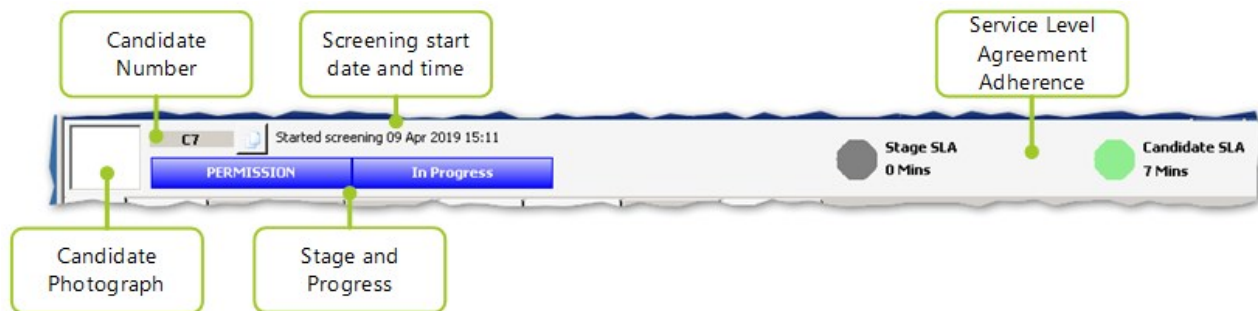 Candidate
Number
Screening start
date and time
Service Level
Agreement
Adherence
C7
Started screening 09 Apr 2019 15:11
PERMISSION
In Progress
Stage SLA
0 Mins
Candidate SLA
7 Mins
Candidate
Photograph
Stage and
Progress